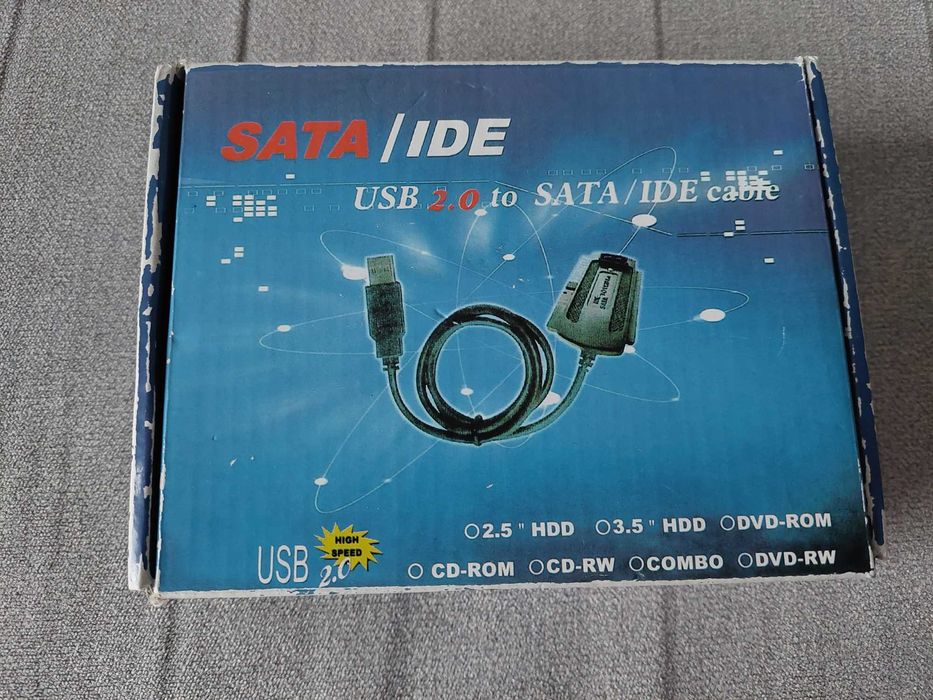 SATA/IDE
USB 2.0 to SATA/IDE cable
2.5" HDD 3.5" HDD DVD-ROM
CD-ROM CD-RW COMBO DVD-RW
HIGH
SPEED
USB 2.0